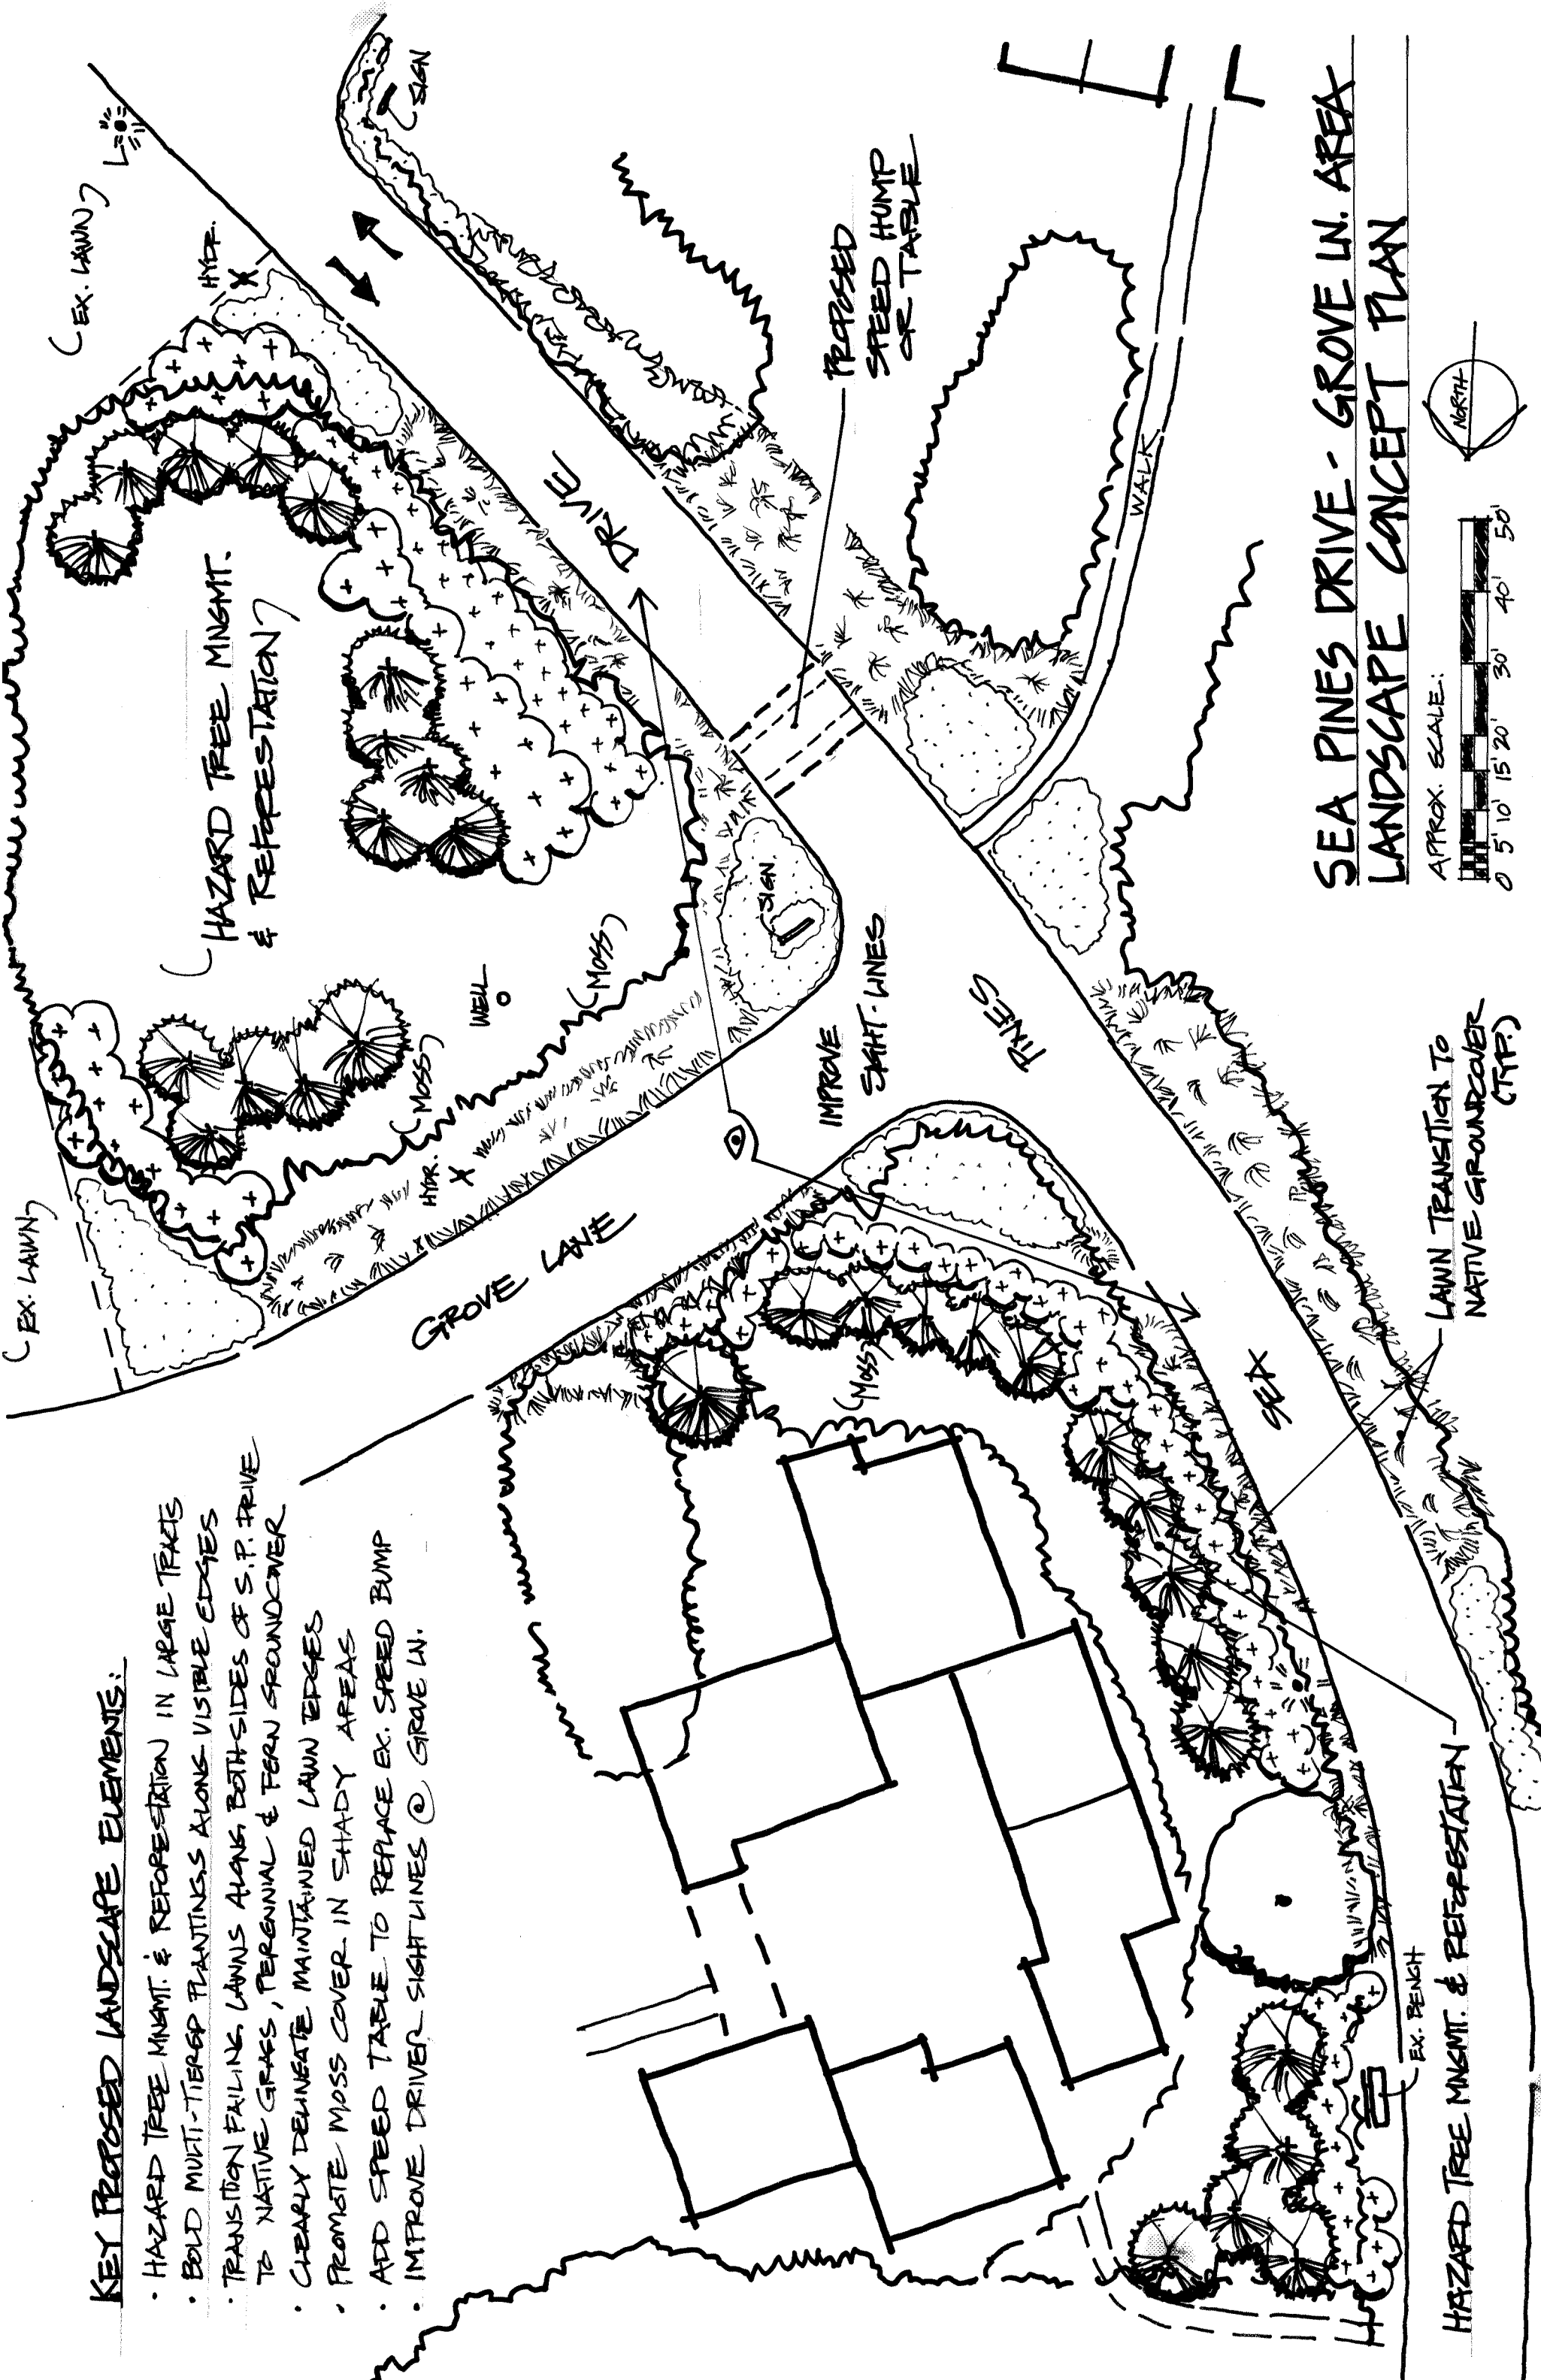 KEY PROPOSED LANDSCAPE ELEMENTS:
· HAZARD TREE MNGMT. & REFORESTATION IN LARGE TRACTS
· BOLD MULTI-TIERED PLANTINGS ALONG VISIBLE EDGES
· TRANSITION FAILING LAWNS ALONG BOTH SIDES OF S.P. DRIVE
TO NATIVE GRASS, PERENNIAL & FERN GROUNDCOVER
· CLEARLY DELINEATE MAINTAINED LAWN EDGES
· PROMOTE MOSS COVER IN SHADY AREAS
· ADD SPEED TABLE TO REPLACE EX. SPEED BUMP
· IMPROVE DRIVER SIGHTLINES @ GROVE LN.
EX. LAWN
EX. LAWN
HYDR.
HAZARD TREE MNGMT.
& REFORESTATION
SIGN
MOSS
WELL
MOSS
HYDR.
GROVE LANE
DRIVE
SIGN
PROPOSED
SPEED HUMP
OR TABLE
IMPROVE
SIGHT-LINES
PINES
WALK
MOSS
SEA
LAWN TRANSITION TO
NATIVE GROUNDCOVER
(TYP.)
EX. BENCH
HAZARD TREE MNGMT. & REFORESTATION
SEA PINES DRIVE - GROVE LN. AREA
LANDSCAPE CONCEPT PLAN
APPROX. SCALE:
0 5' 10' 15' 20' 30' 40' 50'
NORTH